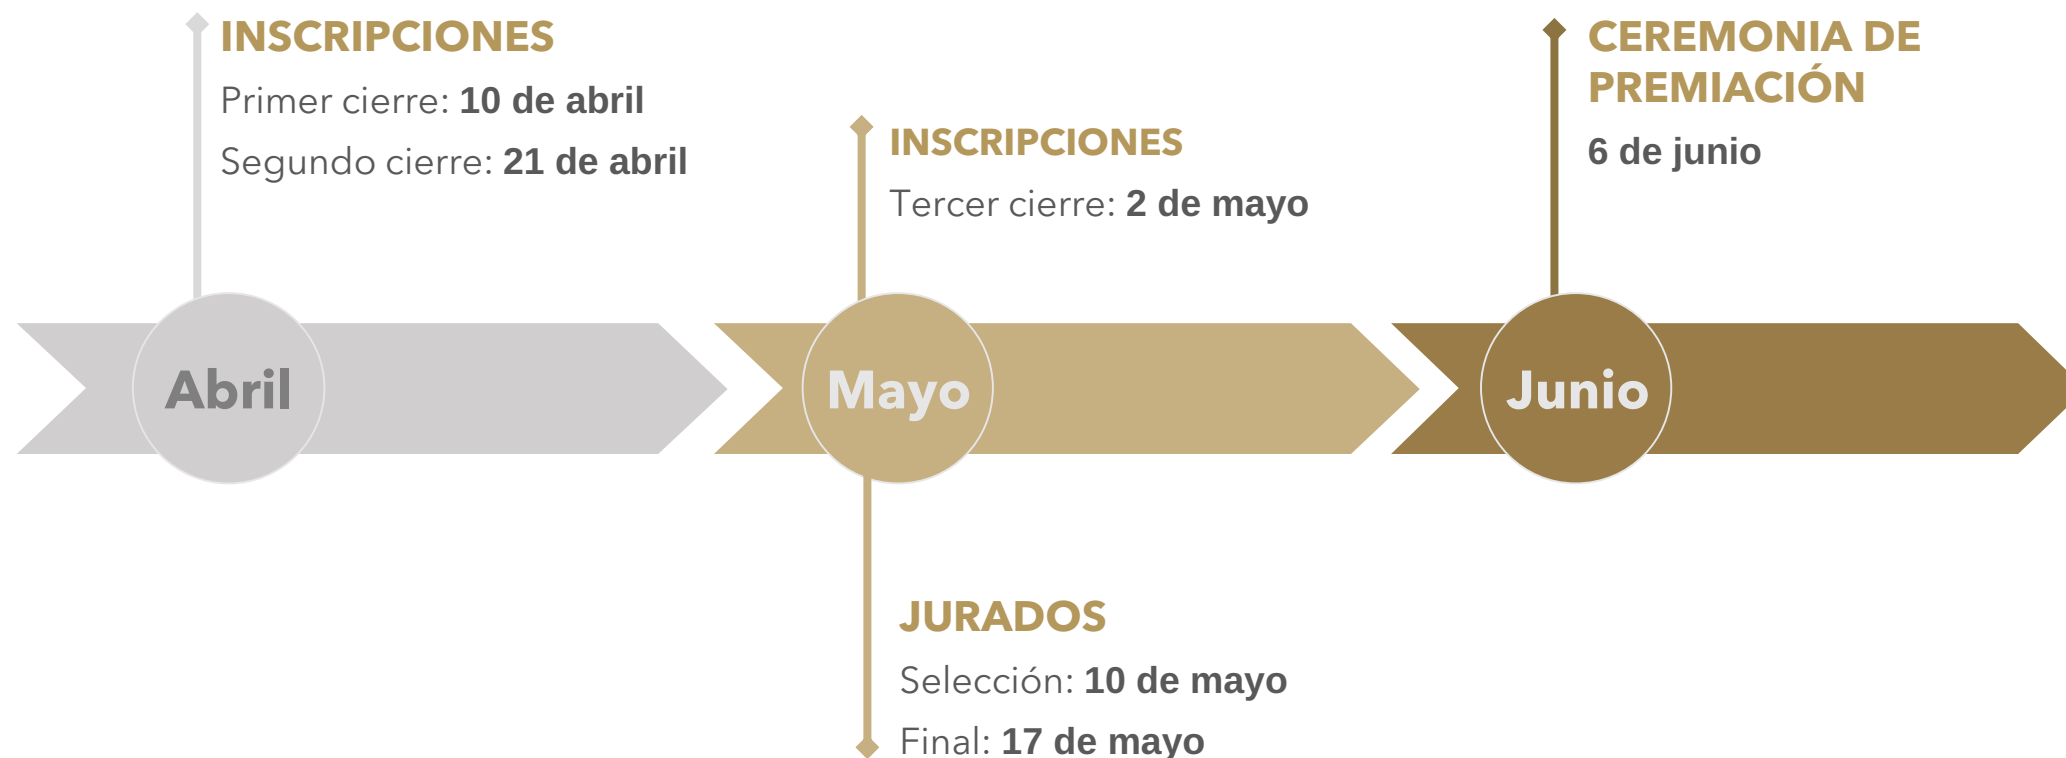 INSCRIPCIONES
Primer cierre: 10 de abril
Segundo cierre: 21 de abril
INSCRIPCIONES
Tercer cierre: 2 de mayo
CEREMONIA DE
PREMIACIÓN
6 de junio
Abril
Mayo
Junio
JURADOS
Selección: 10 de mayo
Final: 17 de mayo